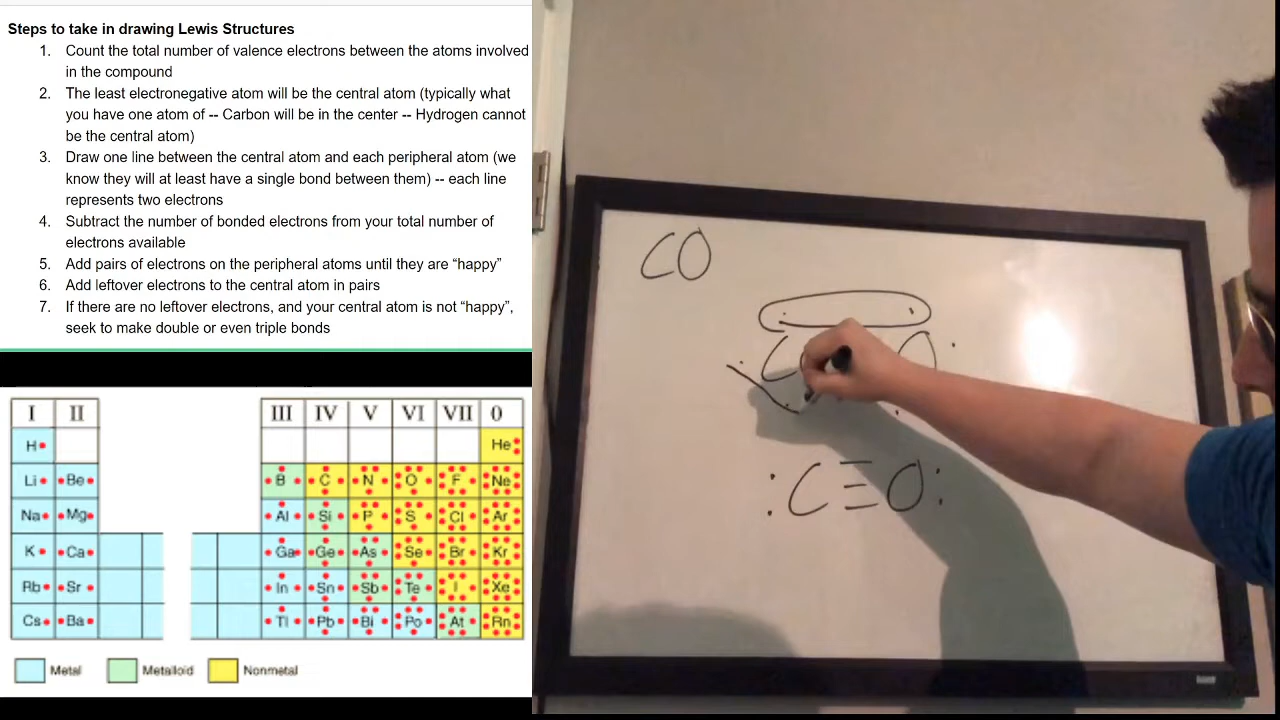 Steps to take in drawing Lewis Structures
1. Count the total number of valence electrons between the atoms involved
in the compound
2. The least electronegative atom will be the central atom (typically what
you have one atom of -- Carbon will be in the center -- Hydrogen cannot
be the central atom)
3. Draw one line between the central atom and each peripheral atom (we
know they will at least have a single bond between them) -- each line
represents two electrons
4. Subtract the number of bonded electrons from your total number of
electrons available
5. Add pairs of electrons on the peripheral atoms until they are “happy”
6. Add leftover electrons to the central atom in pairs
7. If there are no leftover electrons, and your central atom is not “happy”,
seek to make double or even triple bonds
I II III IV V VI VII 0
H He
Li Be B C N O F Ne
Na Mg Al Si P S Cl Ar
K Ca Ga Ge As Se Br Kr
Rb Sr In Sn Sb Te I Xe
Cs Ba Tl Pb Bi Po At Rn
Metal Metalloid Nonmetal
CO
C O
:C≡O: